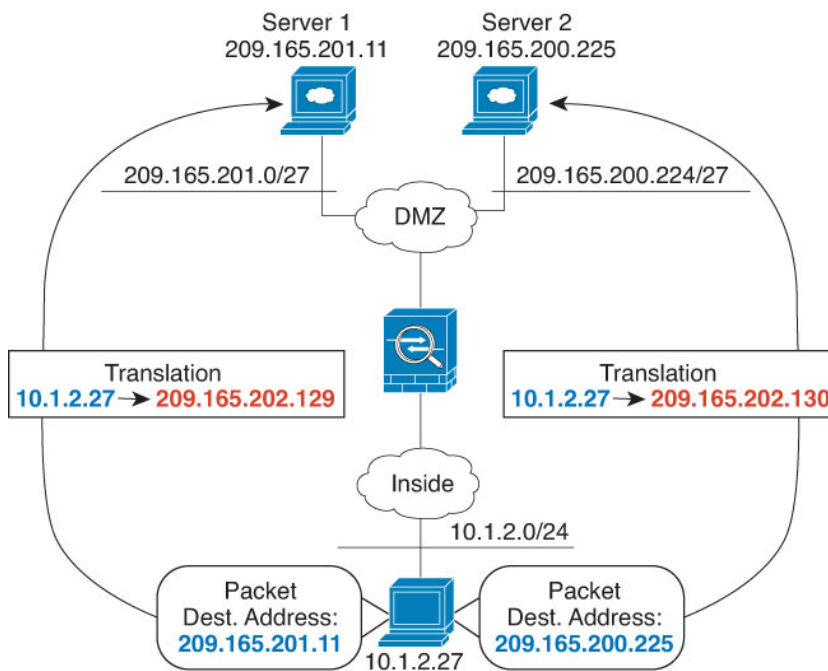 Server 1
209.165.201.11
Server 2
209.165.200.225
209.165.201.0/27
209.165.200.224/27
DMZ
Translation
10.1.2.27 209.165.202.129
Translation
10.1.2.27 209.165.202.130
Inside
10.1.2.0/24
Packet
Dest. Address:
209.165.201.11
Packet
Dest. Address:
209.165.200.225
10.1.2.27